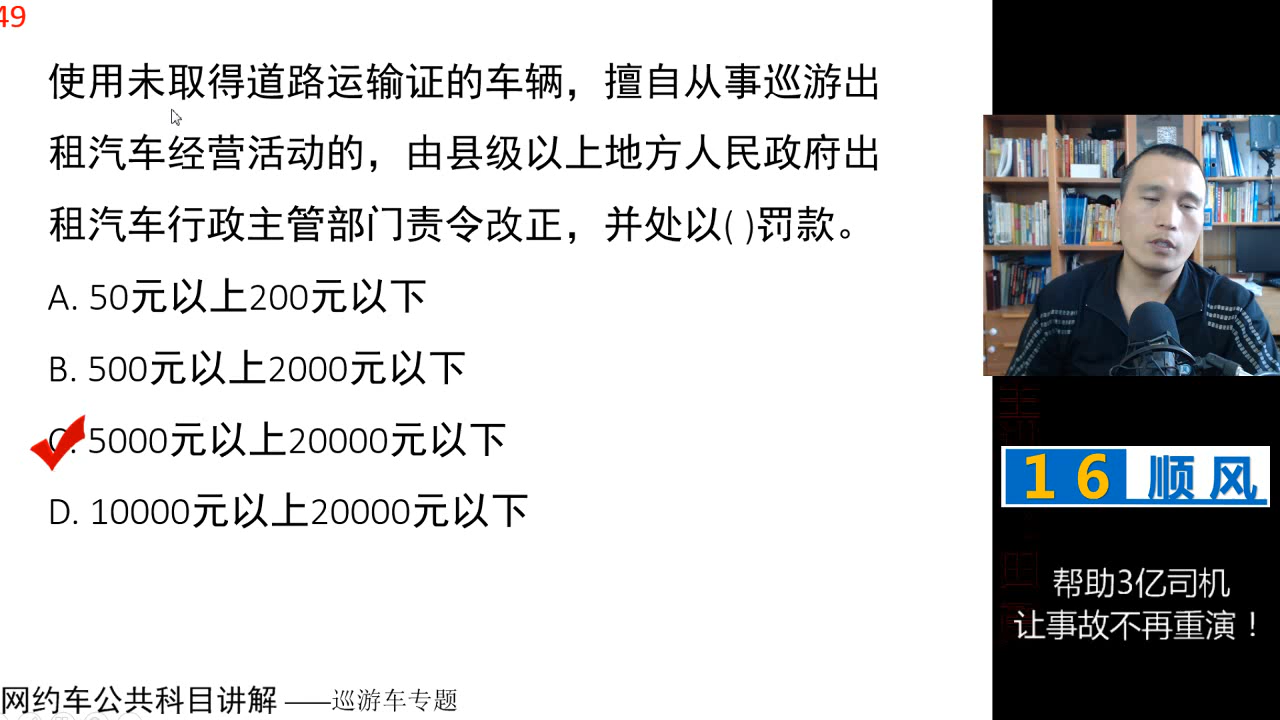 49
使用未取得道路运输证的车辆，擅自从事巡游出
租汽车经营活动的，由县级以上地方人民政府出
租汽车行政主管部门责令改正，并处以( )罚款。
A. 50元以上200元以下
B. 500元以上2000元以下
C. 5000元以上20000元以下
D. 10000元以上20000元以下
网约车公共科目讲解 ——巡游车专题
16 顺风
帮助3亿司机
让事故不再重演！